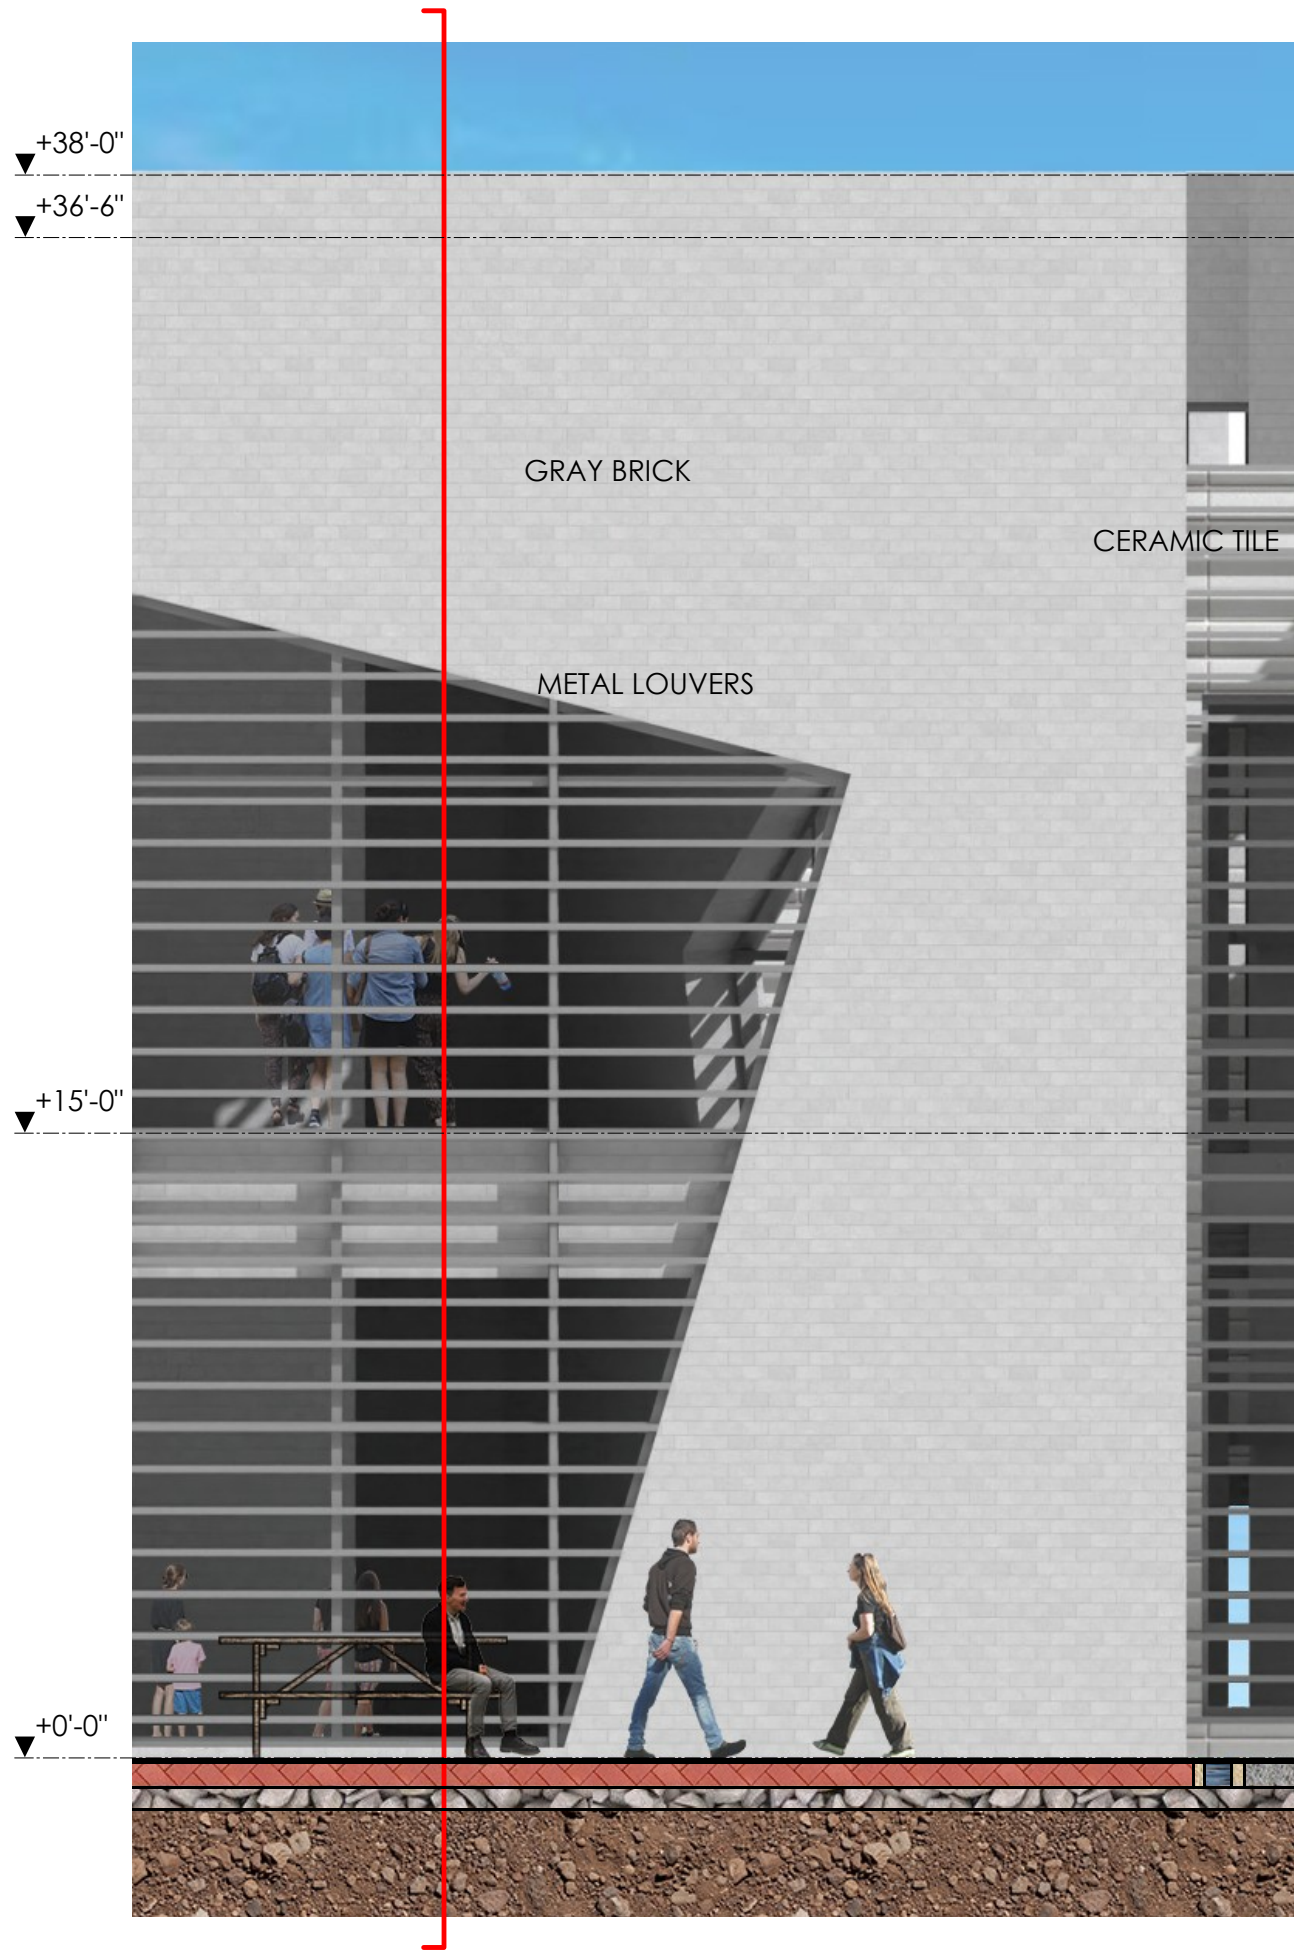 +38'-0"
+36'-6"
GRAY BRICK
CERAMIC TILE
METAL LOUVERS
+15'-0"
+0'-0"